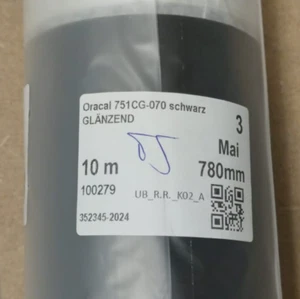 Oracal 751CG-070 schwarz
GLÄNZEND
3
Mai
10 m
780mm
100279
UB_R.R._K02_A
352345-2024